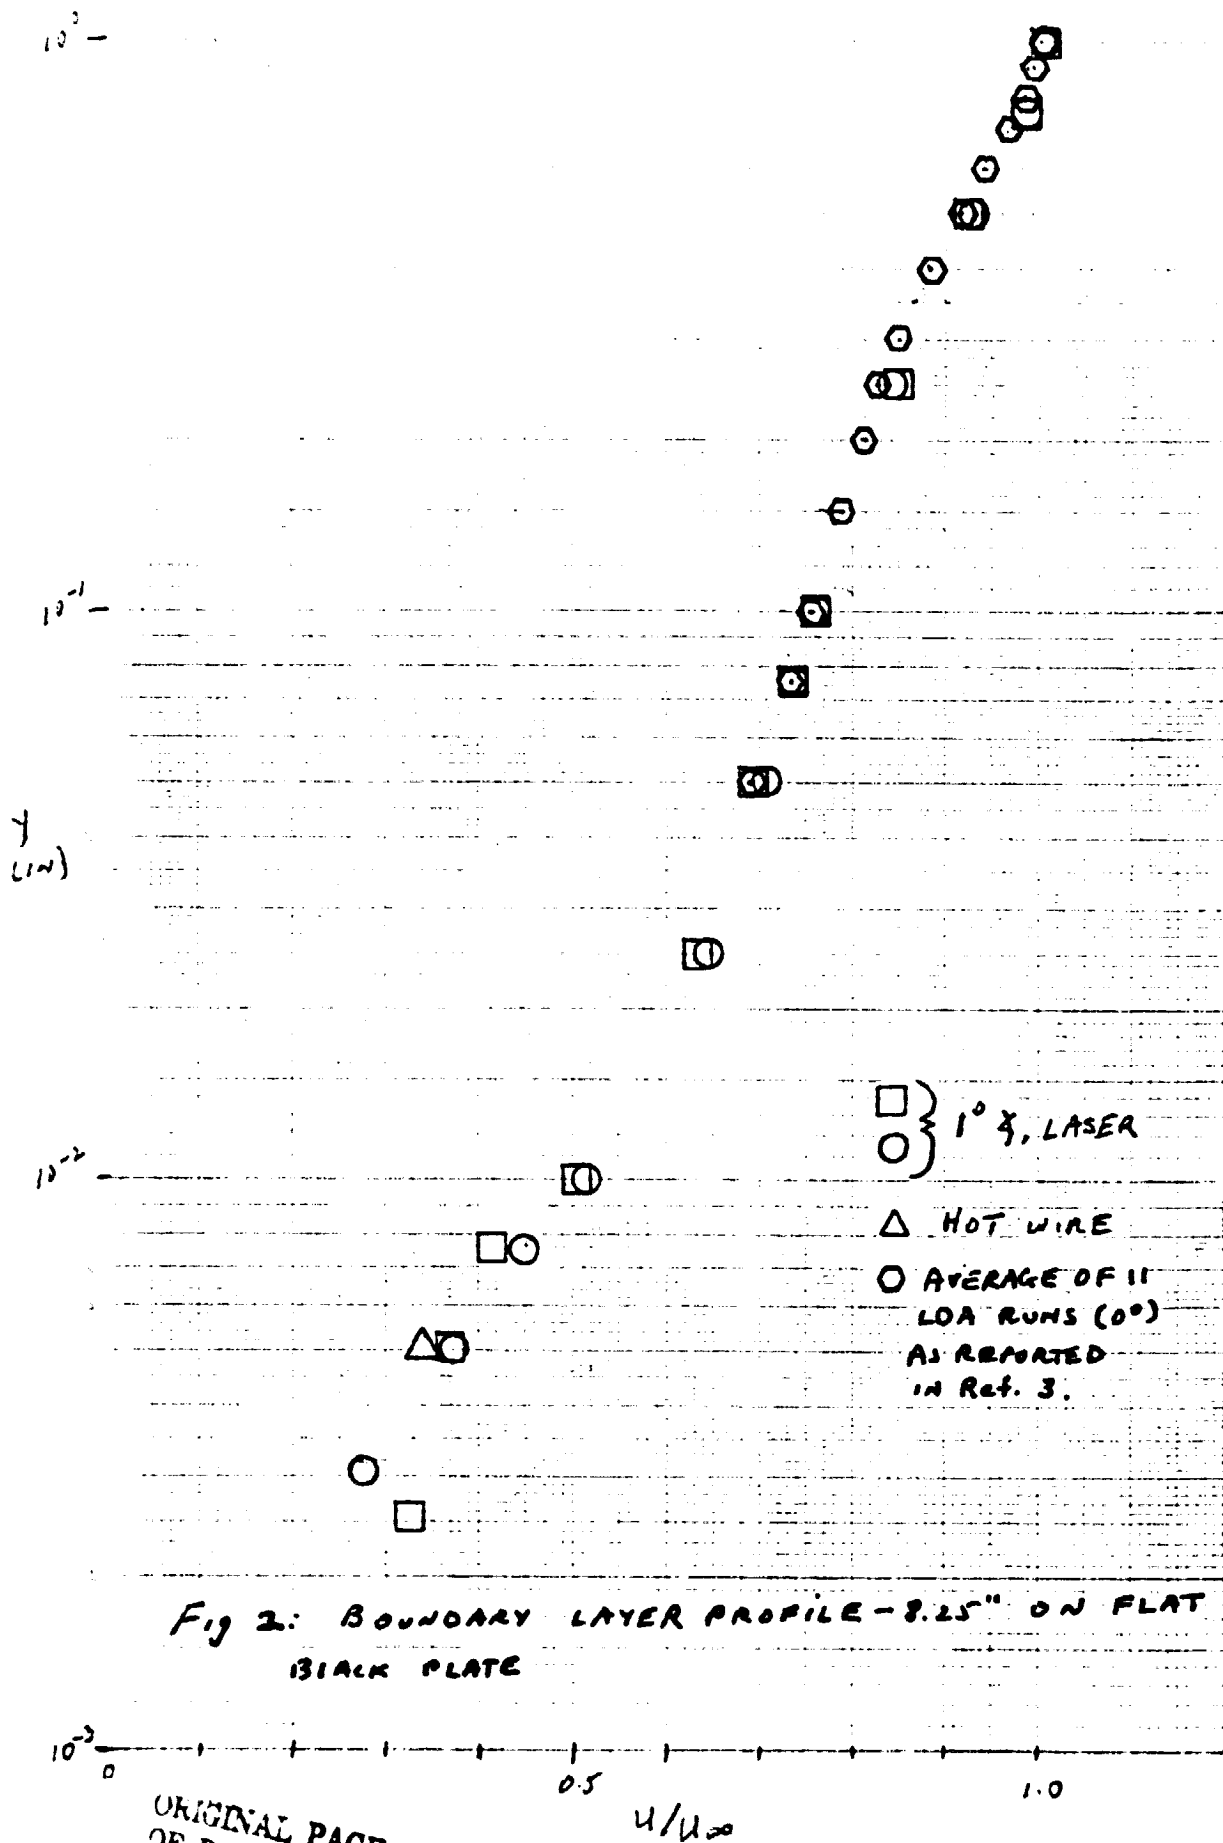 10⁰
10⁻¹
Y
(IN)
1° ∡, LASER
10⁻²
△ HOT WIRE
AVERAGE OF 11
LDA RUNS (0°)
AS REPORTED
IN Ref. 3.
Fig 2: BOUNDARY LAYER PROFILE - 8.25" ON FLAT
BLACK PLATE
10⁻³
0 0.5 1.0
U/U∞
ORIGINAL PAGE
OF